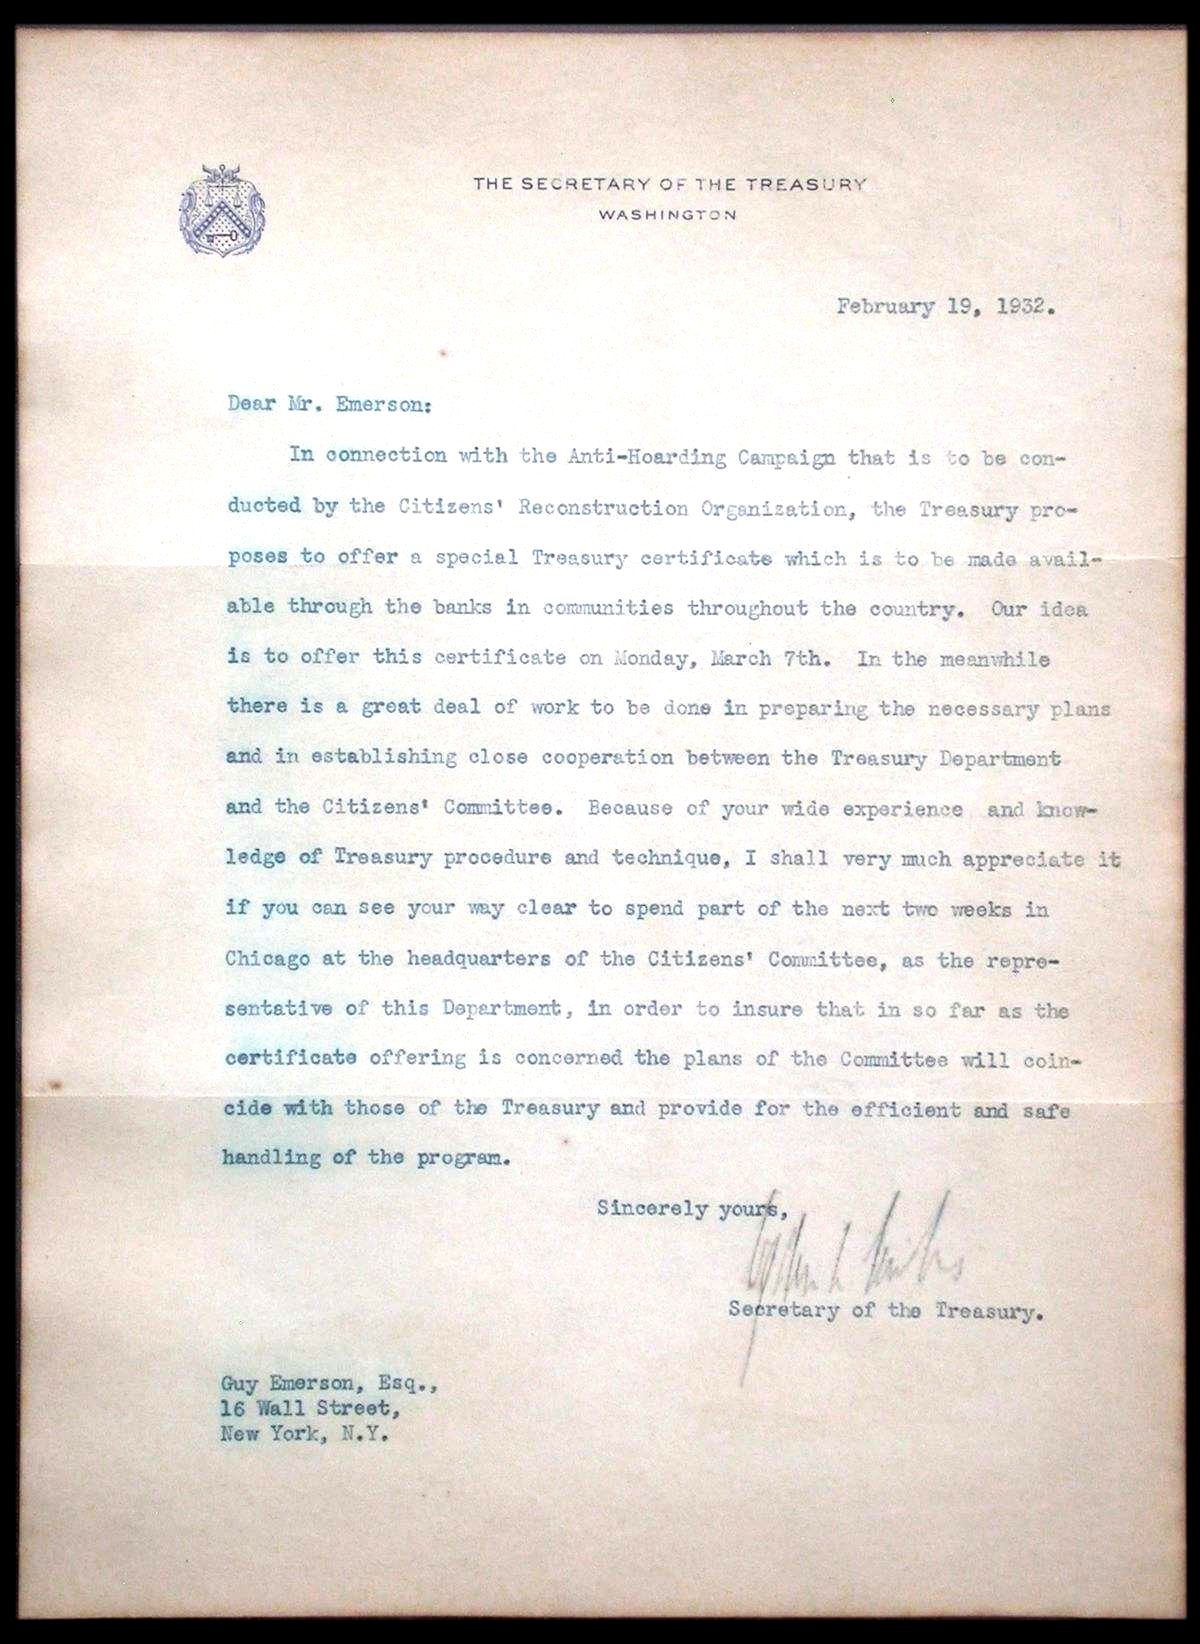 THE SECRETARY OF THE TREASURY
WASHINGTON
February 19, 1932.
Dear Mr. Emerson:
In connection with the Anti-Hoarding Campaign that is to be con-
ducted by the Citizens' Reconstruction Organization, the Treasury pro-
poses to offer a special Treasury certificate which is to be made avail-
able through the banks in communities throughout the country. Our idea
is to offer this certificate on Monday, March 7th. In the meanwhile
there is a great deal of work to be done in preparing the necessary plans
and in establishing close cooperation between the Treasury Department
and the Citizens' Committee. Because of your wide experience and know-
ledge of Treasury procedure and technique, I shall very much appreciate it
if you can see your way clear to spend part of the next two weeks in
Chicago at the headquarters of the Citizens' Committee, as the repre-
sentative of this Department, in order to insure that in so far as the
certificate offering is concerned the plans of the Committee will coin-
cide with those of the Treasury and provide for the efficient and safe
handling of the program.
Sincerely yours,
Secretary of the Treasury.
Guy Emerson, Esq.,
16 Wall Street,
New York, N.Y.